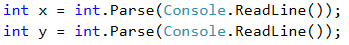 int x = int.Parse(Console.ReadLine());
int y = int.Parse(Console.ReadLine());